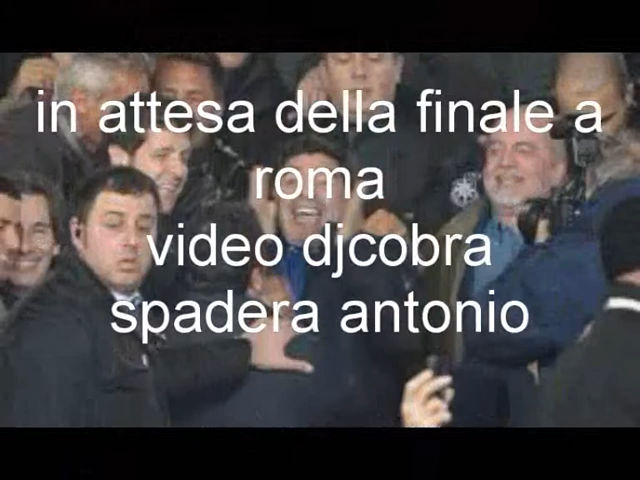 in attesa della finale a
roma
video djcobra
spadera antonio